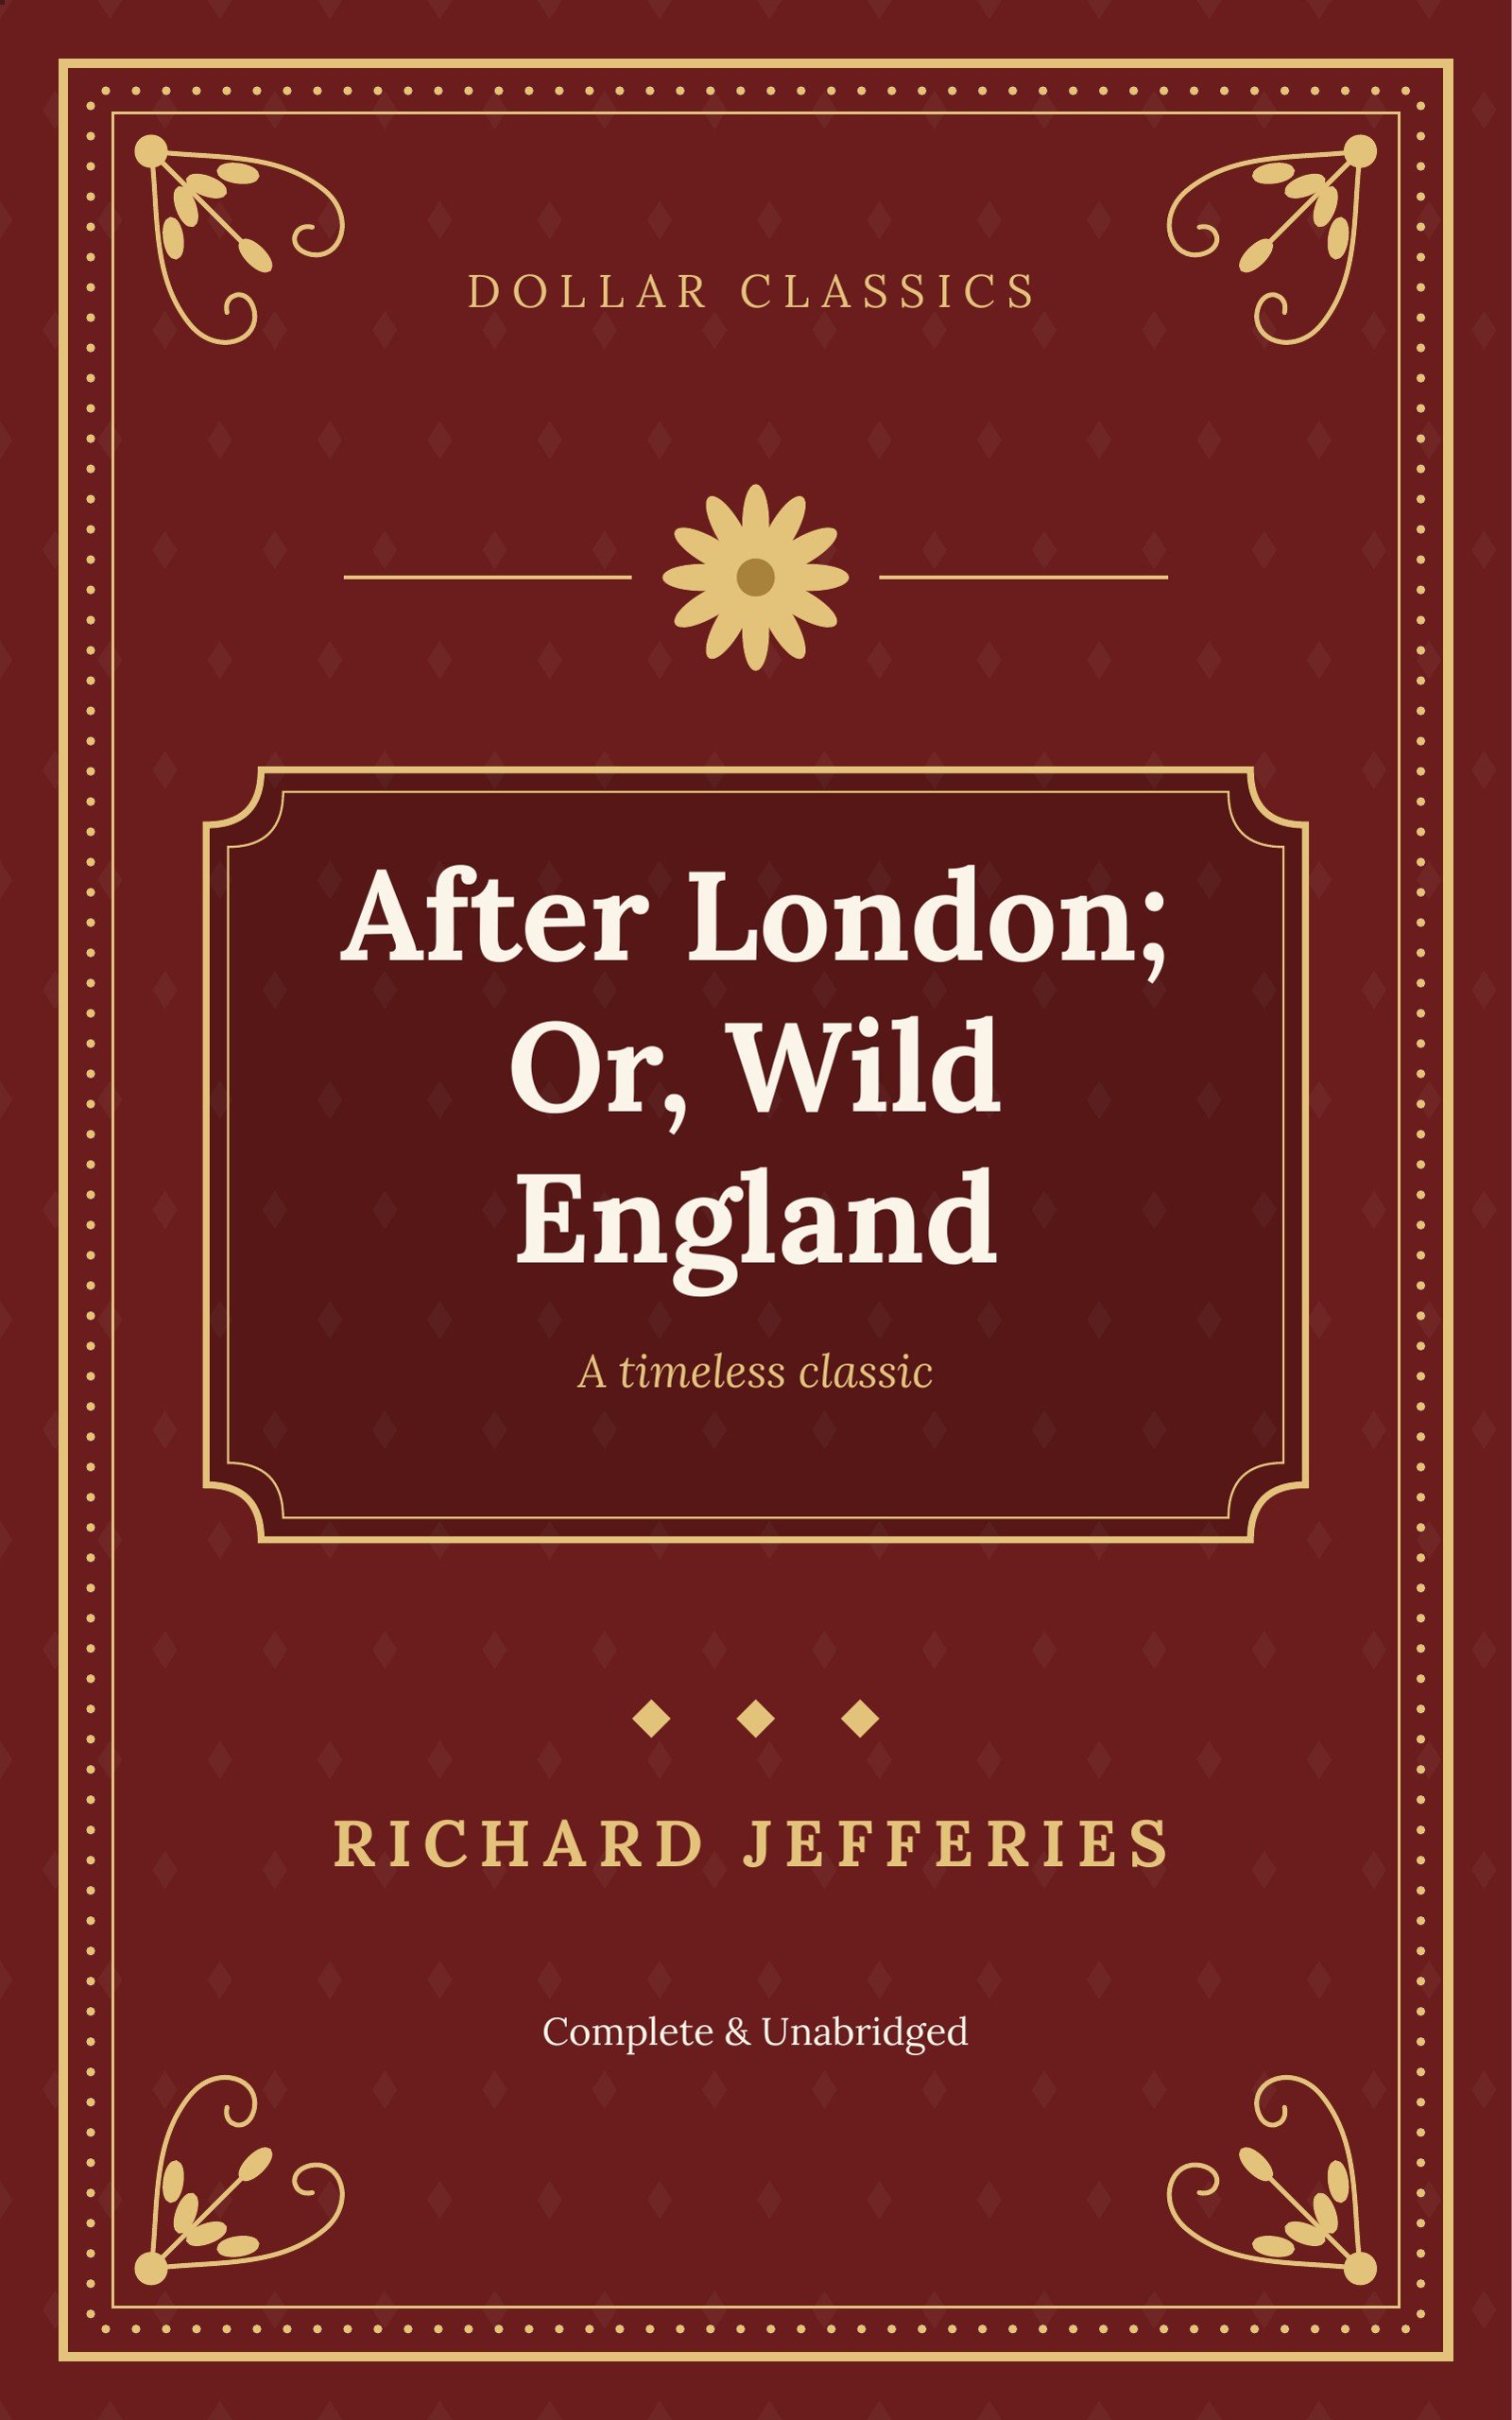 DOLLAR CLASSICS
After London;
Or, Wild
England
A timeless classic
RICHARD JEFFERIES
Complete & Unabridged